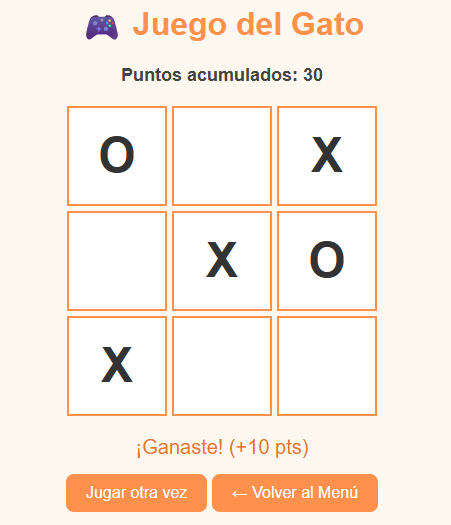 Juego del Gato
Puntos acumulados: 30
O X
X O
X
¡Ganaste! (+10 pts)
Jugar otra vez ← Volver al Menú